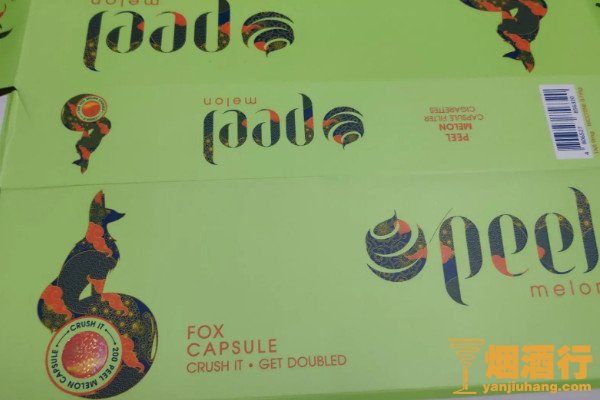 melon
peel
melon
peel
PEEL
MELON
CAPSULE FILTER
CIGARETTES
peel
melon
CRUSH IT
200 PEEL MELON CAPSULE
FOX
CAPSULE
CRUSH IT • GET DOUBLED
烟酒行
yanjiuhang.com